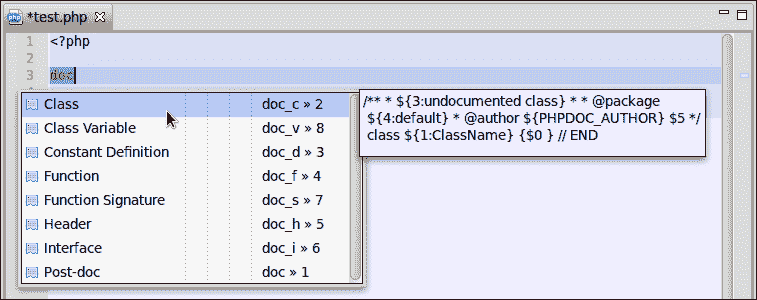 *test.php
1 <?php
2
3 doc
Class doc_c » 2
Class Variable doc_v » 8
Constant Definition doc_d » 3
Function doc_f » 4
Function Signature doc_s » 7
Header doc_h » 5
Interface doc_i » 6
Post-doc doc » 1
/** * ${3:undocumented class} * * @package
${4:default} * @author ${PHPDOC_AUTHOR} $5 */
class ${1:ClassName} {$0 } // END